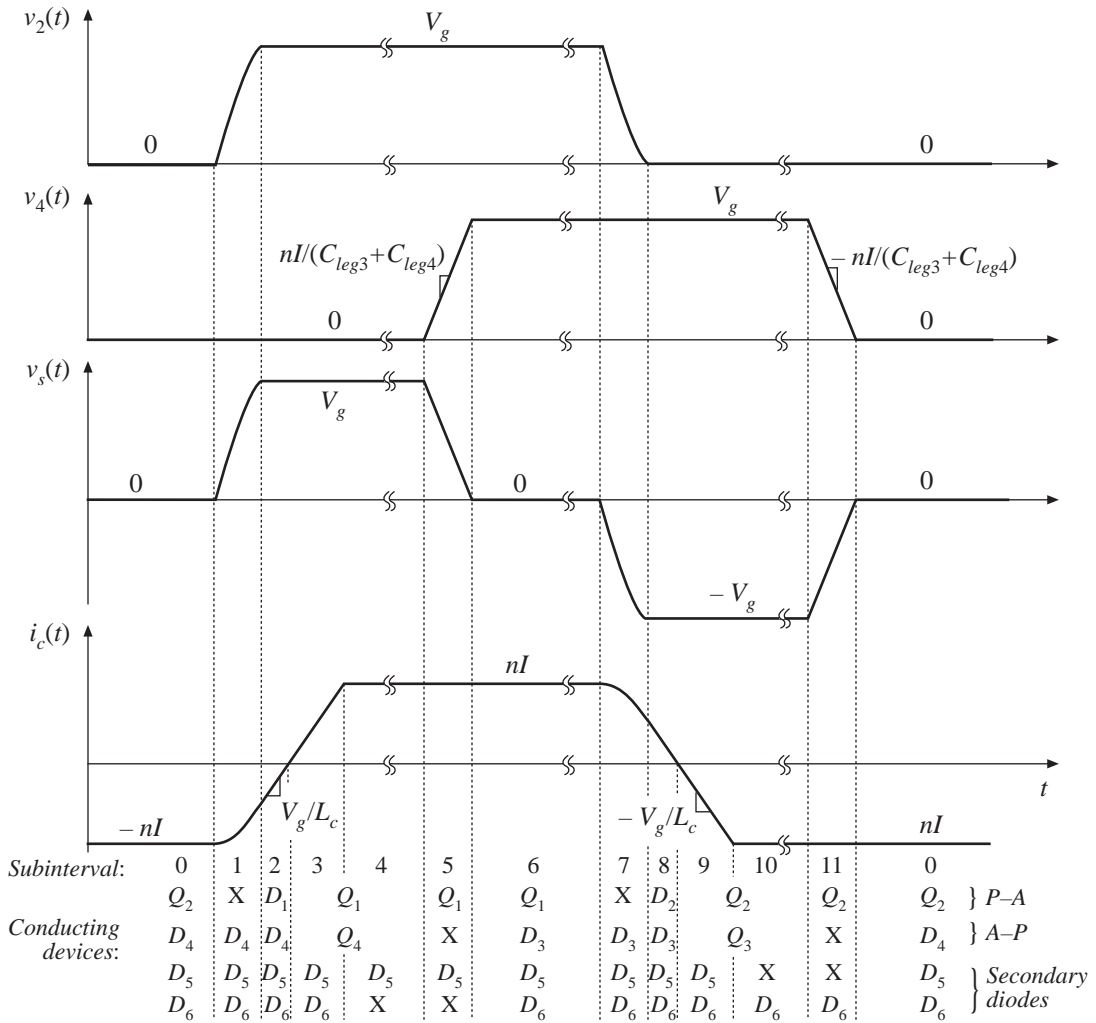 v2(t)
Vg
0
0
v4(t)
Vg
nI/(Cleg3+Cleg4)
– nI/(Cleg3+Cleg4)
0
0
vs(t)
Vg
0
0
0
– Vg
ic(t)
nI
t
Vg/Lc
– Vg/Lc
– nI
nI
Subinterval: 0 1 2 3 4 5 6 7 8 9 10 11 0
Q2 X D1 Q1 Q1 Q1 X D2 Q2 Q2 Q2 } P–A
Conducting devices: D4 D4 D4 Q4 X D3 D3 D3 Q3 X D4 } A–P
D5 D5 D5 D5 D5 D5 D5 D5 D5 D5 X X D5 } Secondary
D6 D6 D6 D6 X X D6 D6 D6 D6 D6 D6 D6 diodes